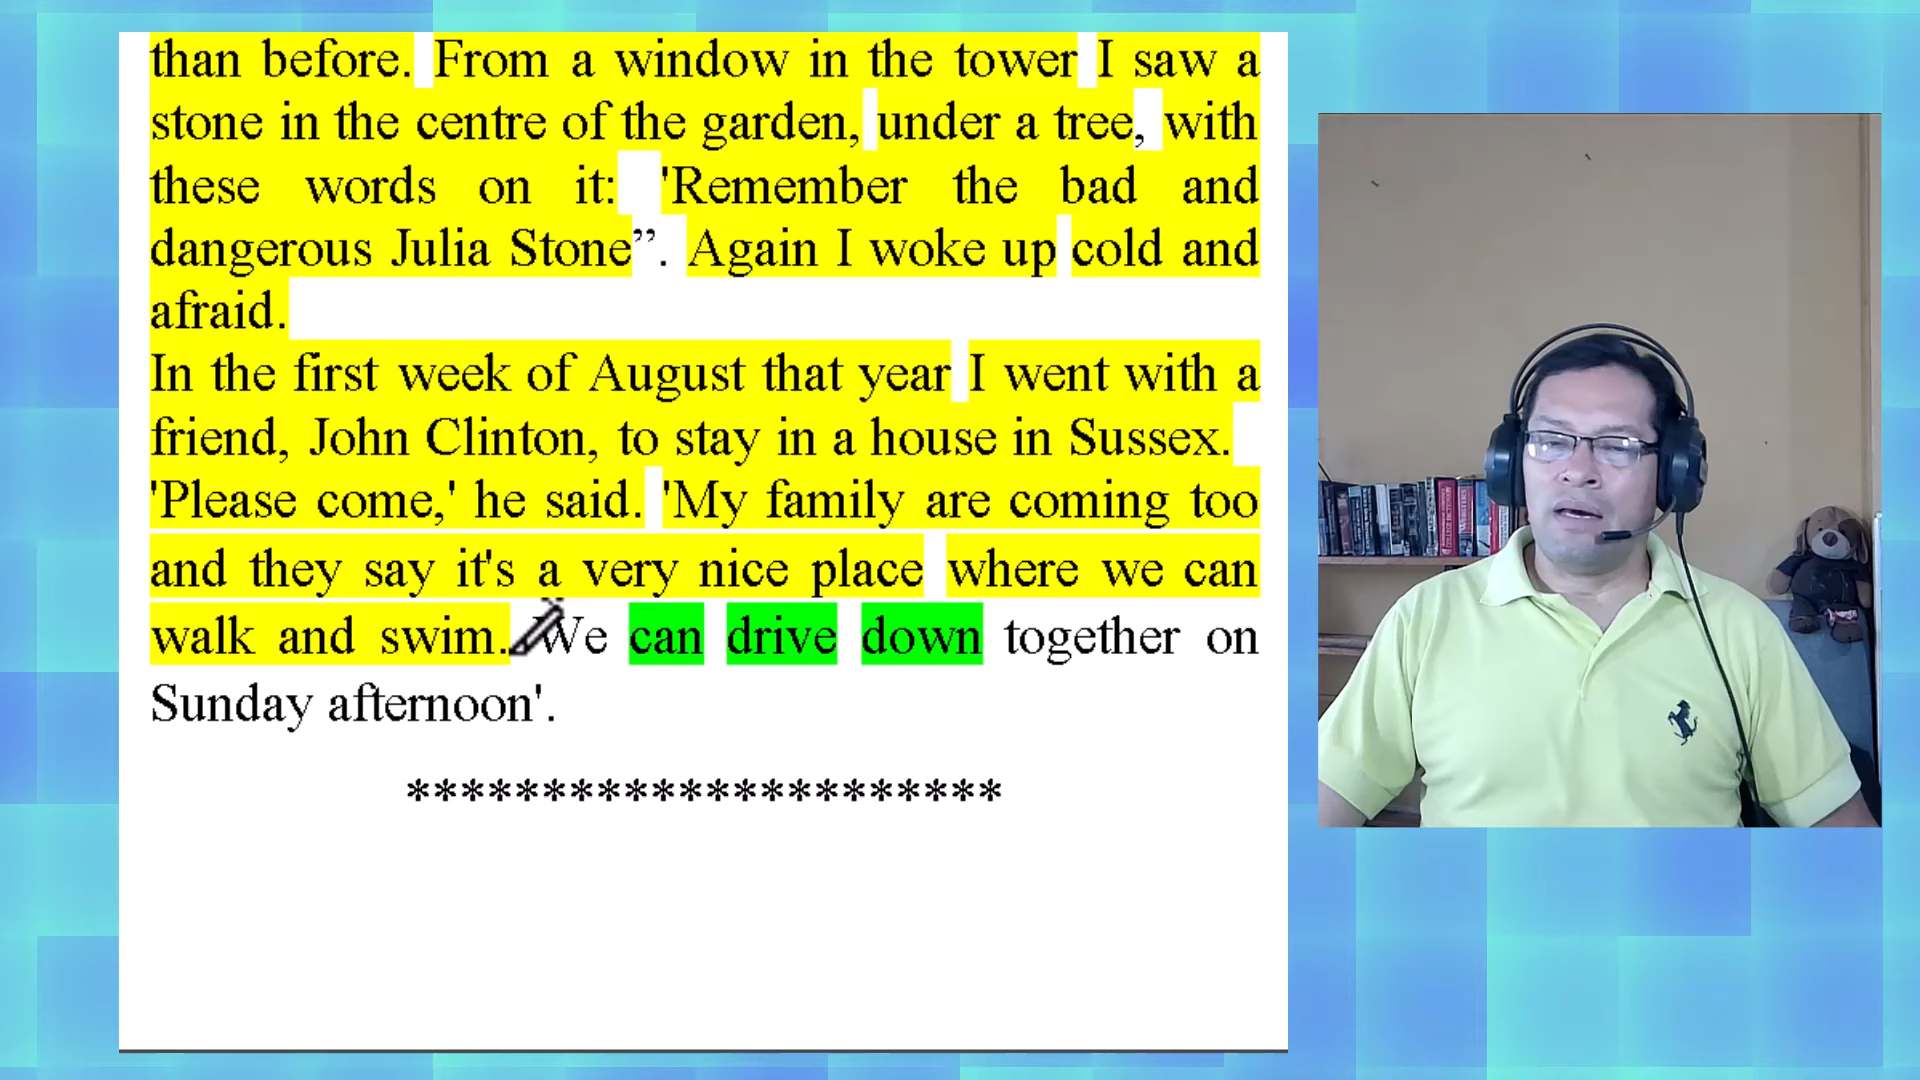 than before. From a window in the tower I saw a
stone in the centre of the garden, under a tree, with
these words on it: 'Remember the bad and
dangerous Julia Stone”. Again I woke up cold and
afraid.
In the first week of August that year I went with a
friend, John Clinton, to stay in a house in Sussex.
'Please come,' he said. 'My family are coming too
and they say it's a very nice place where we can
walk and swim. We can drive down together on
Sunday afternoon'.
**********************